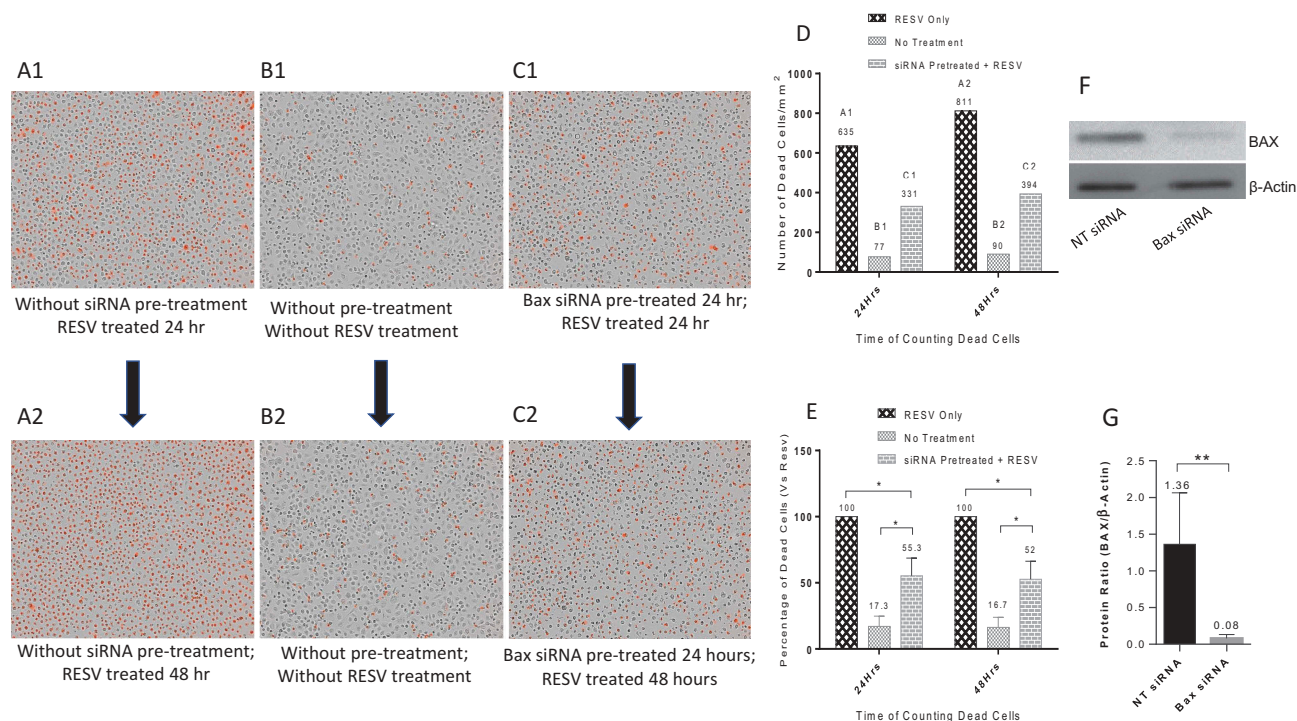 A1
B1
C1
Without siRNA pre-treatment
RESV treated 24 hr
Without pre-treatment
Without RESV treatment
Bax siRNA pre-treated 24 hr;
RESV treated 24 hr
A2
B2
C2
Without siRNA pre-treatment;
RESV treated 48 hr
Without pre-treatment;
Without RESV treatment
Bax siRNA pre-treated 24 hours;
RESV treated 48 hours
D
RESV Only
No Treatment
siRNA Pretreated + RESV
Number of Dead Cells/mm²
1000
800
600
400
200
0
A1
635
B1
77
C1
331
A2
811
B2
90
C2
394
24Hrs
48Hrs
Time of Counting Dead Cells
E
RESV Only
No Treatment
siRNA Pretreated + RESV
Percentage of Dead Cells (Vs Resv)
150
100
50
0
*
*
100
17.3
55.3
*
*
100
16.7
52
24Hrs
48Hrs
Time of Counting Dead Cells
F
BAX
β-Actin
NT siRNA
Bax siRNA
G
Protein Ratio (BAX/β-Actin)
2.5
2.0
1.5
1.0
0.5
0.0
**
1.36
0.08
NT siRNA
Bax siRNA